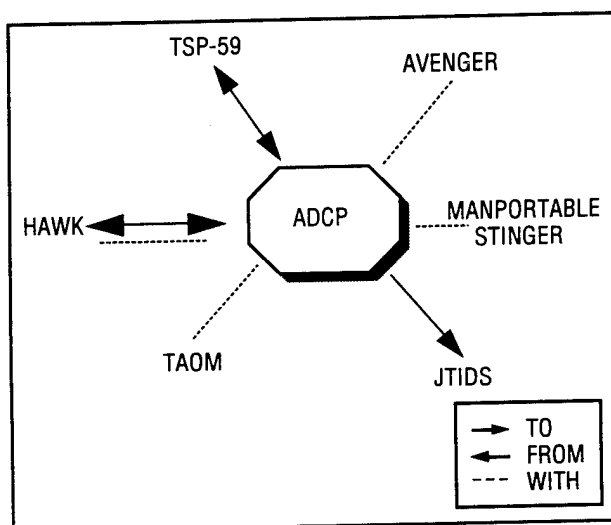 TSP-59
AVENGER
HAWK
ADCP
MANPORTABLE
STINGER
TAOM
JTIDS
TO
FROM
WITH